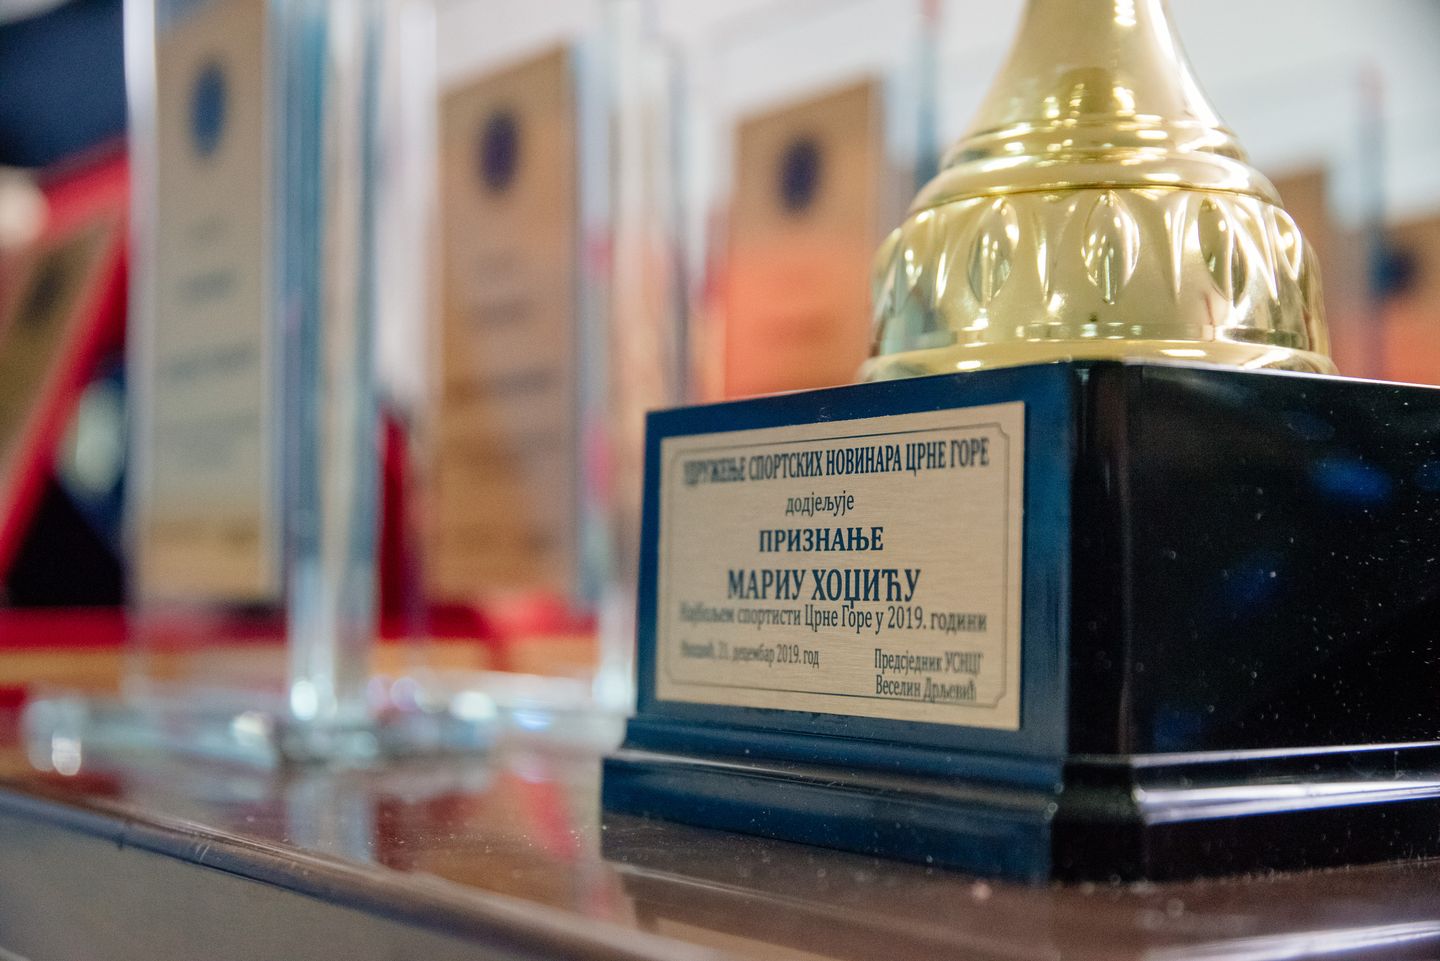 УДРУЖЕЊЕ СПОРТСКИХ НОВИНАРА ЦРНЕ ГОРЕ
додјељује
ПРИЗНАЊЕ
МАРИУ ХОЏИЋУ
Најбољем спортисти Црне Горе у 2019. години
21. децембар 2019. год
Предсједник УСНЦГ
Веселин Дрљевић